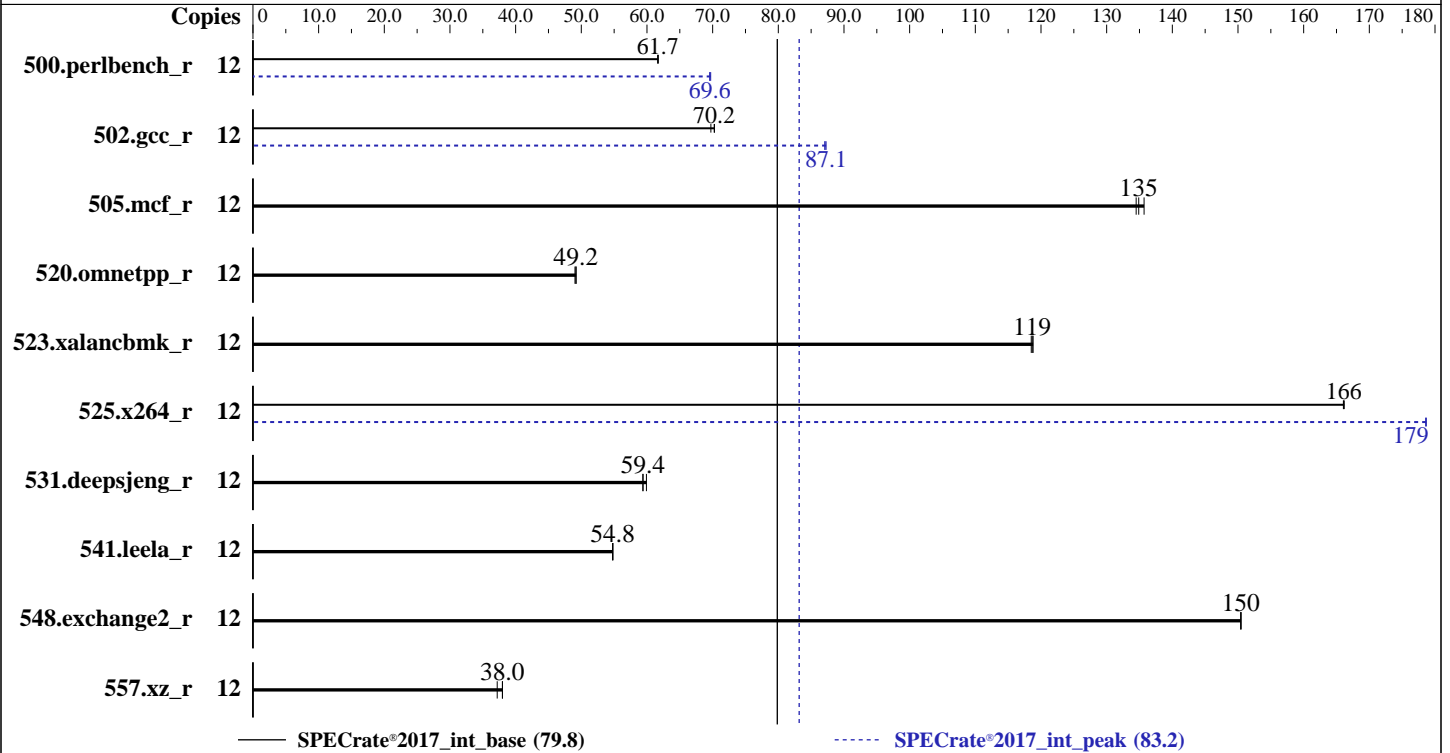 Copies 0 10.0 20.0 30.0 40.0 50.0 60.0 70.0 80.0 90.0 100 110 120 130 140 150 160 170 180
500.perlbench_r 12 61.7
69.6
502.gcc_r 12 70.2
87.1
505.mcf_r 12 135
520.omnetpp_r 12 49.2
523.xalancbmk_r 12 119
525.x264_r 12 166
179
531.deepsjeng_r 12 59.4
541.leela_r 12 54.8
548.exchange2_r 12 150
557.xz_r 12 38.0
SPECrate®2017_int_base (79.8) SPECrate®2017_int_peak (83.2)